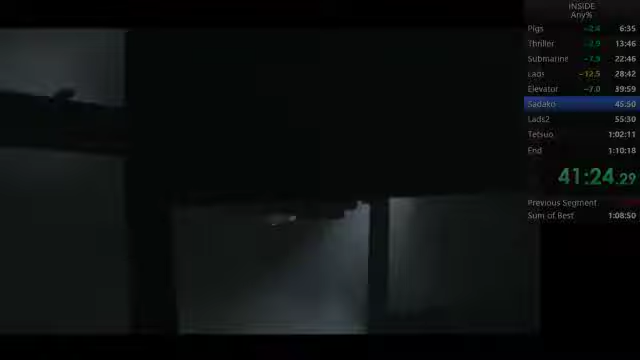 INSIDE
Any%
Pigs −2.4 6:35
Thriller −2.9 13:46
Submarine −7.9 22:46
Lads −12.5 28:42
Elevator −7.0 39:59
Sadako 45:50
Lads2 55:30
Tetsuo 1:02:11
End 1:10:18
41:24.29
Previous Segment
Sum of Best 1:08:50